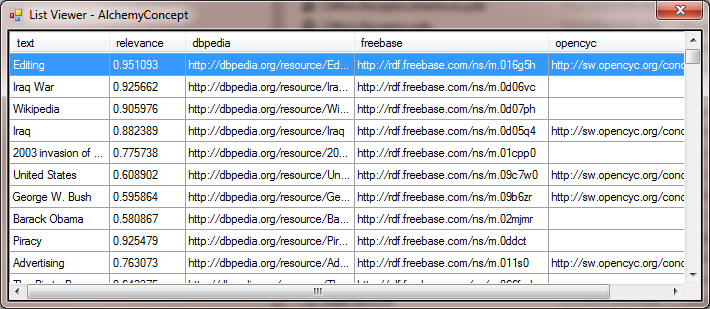 List Viewer - AlchemyConcept
text relevance dbpedia freebase opencyc
Editing 0.951093 http://dbpedia.org/resource/Ed... http://rdf.freebase.com/ns/m.016g5h http://sw.opencyc.org/conc
Iraq War 0.925662 http://dbpedia.org/resource/Ira... http://rdf.freebase.com/ns/m.0d06vc
Wikipedia 0.905976 http://dbpedia.org/resource/Wi... http://rdf.freebase.com/ns/m.0d07ph
Iraq 0.882389 http://dbpedia.org/resource/Iraq http://rdf.freebase.com/ns/m.0d05q4 http://sw.opencyc.org/conc
2003 invasion of ... 0.775738 http://dbpedia.org/resource/20... http://rdf.freebase.com/ns/m.01cpp0
United States 0.608902 http://dbpedia.org/resource/Un... http://rdf.freebase.com/ns/m.09c7w0 http://sw.opencyc.org/conc
George W. Bush 0.595864 http://dbpedia.org/resource/Ge... http://rdf.freebase.com/ns/m.09b6zr http://sw.opencyc.org/conc
Barack Obama 0.580867 http://dbpedia.org/resource/Ba... http://rdf.freebase.com/ns/m.02mjmr
Piracy 0.925479 http://dbpedia.org/resource/Pir... http://rdf.freebase.com/ns/m.0ddct
Advertising 0.763073 http://dbpedia.org/resource/Ad... http://rdf.freebase.com/ns/m.011s0 http://sw.opencyc.org/conc